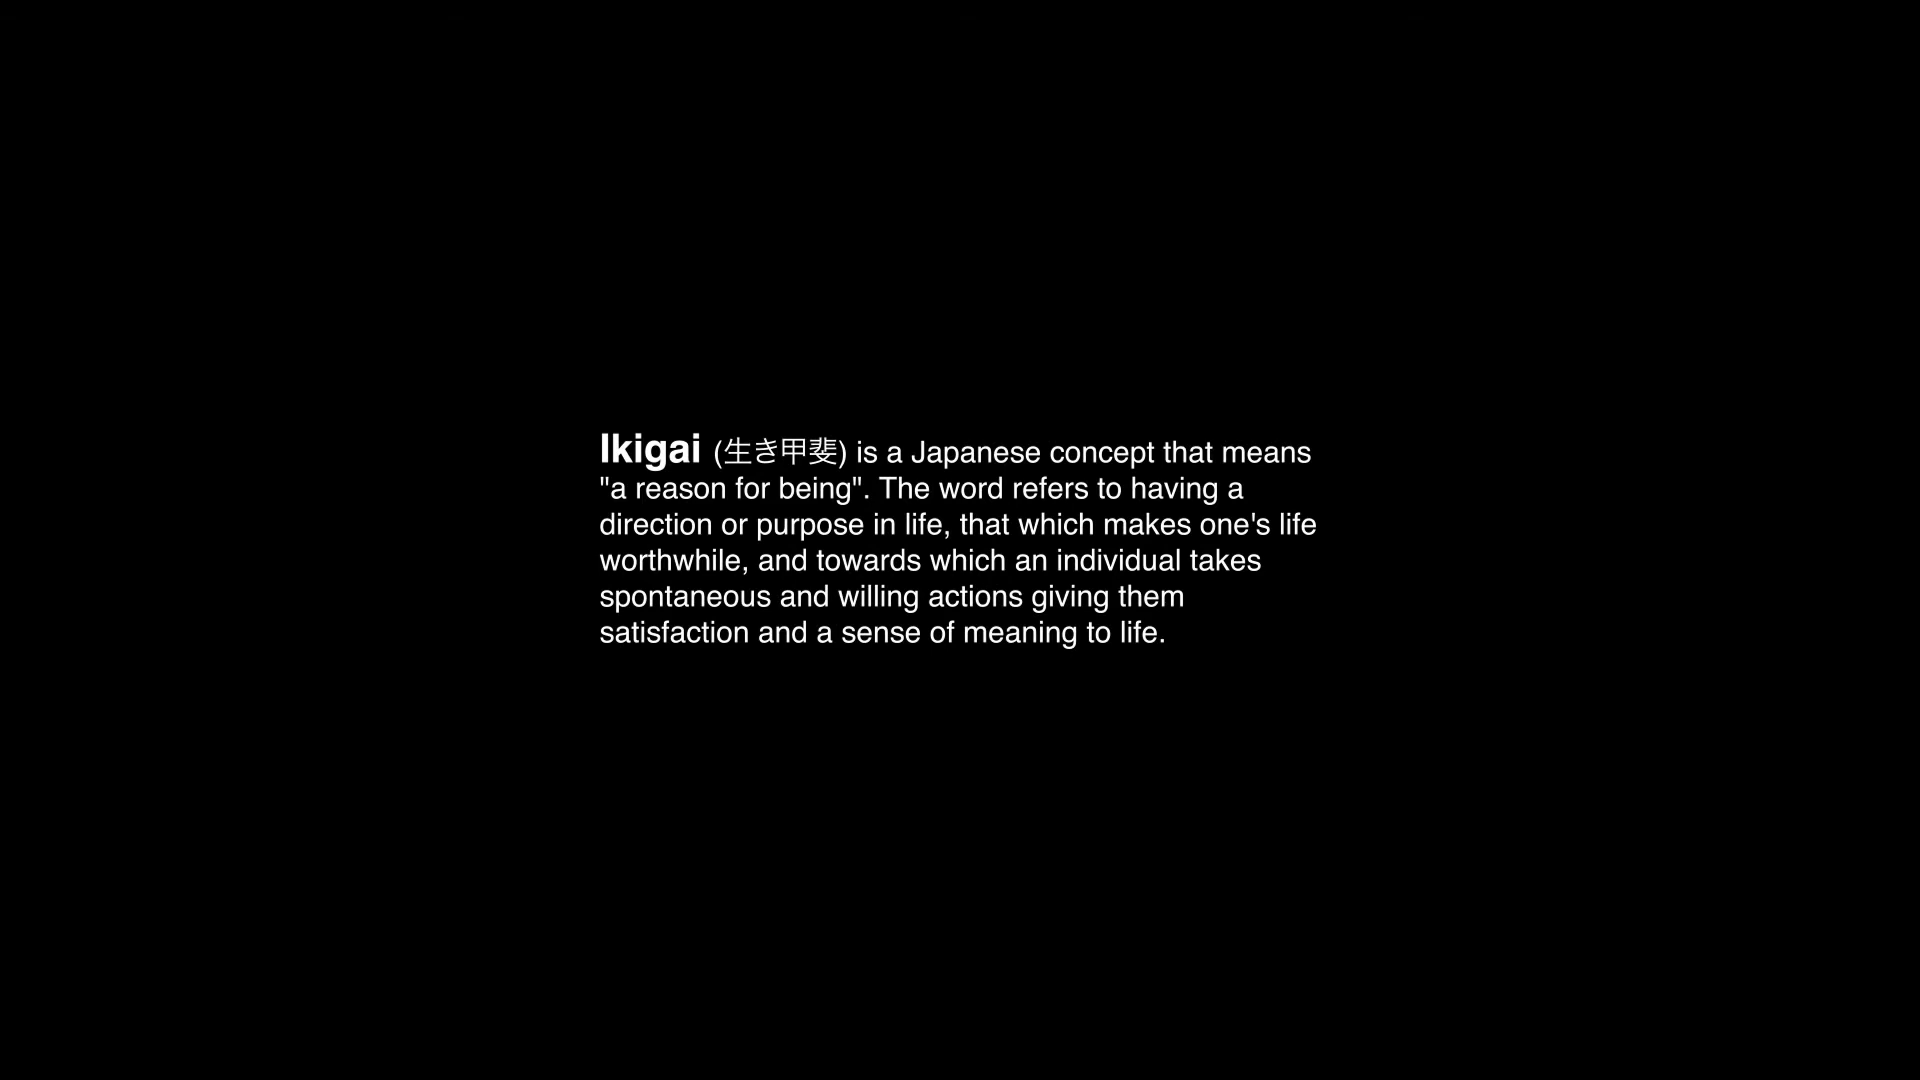 Ikigai (生き甲斐) is a Japanese concept that means
"a reason for being". The word refers to having a
direction or purpose in life, that which makes one's life
worthwhile, and towards which an individual takes
spontaneous and willing actions giving them
satisfaction and a sense of meaning to life.